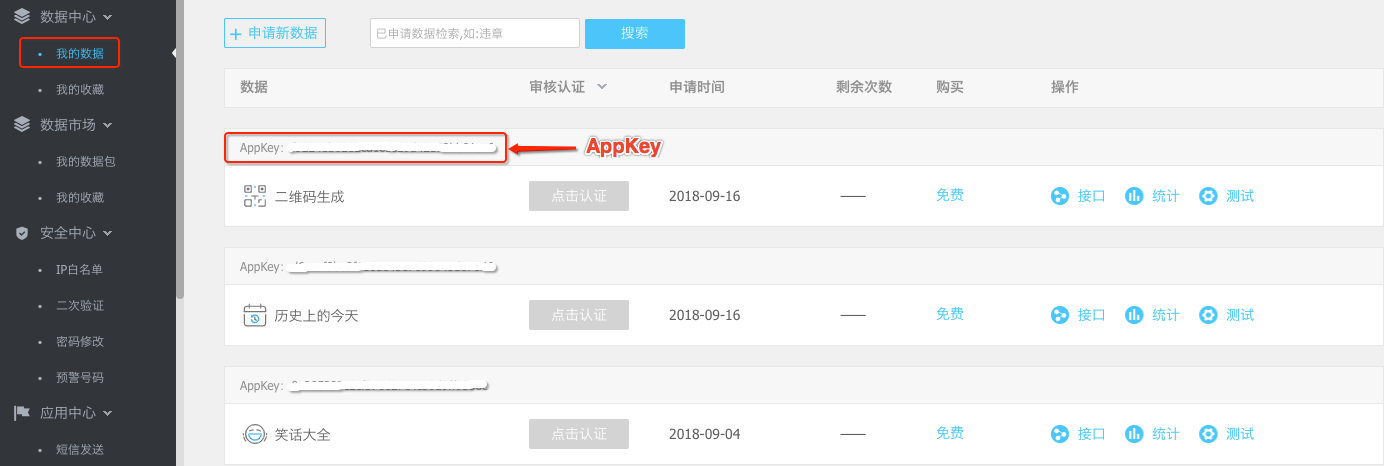 数据中心
我的数据
我的收藏
数据市场
我的数据包
我的收藏
安全中心
IP白名单
二次验证
密码修改
预警号码
应用中心
短信发送
+ 申请新数据
已申请数据检索,如:违章
搜索
数据 审核认证 申请时间 剩余次数 购买 操作
AppKey: AppKey
二维码生成 点击认证 2018-09-16 —— 免费 接口 统计 测试
AppKey:
历史上的今天 点击认证 2018-09-16 —— 免费 接口 统计 测试
AppKey:
笑话大全 点击认证 2018-09-04 —— 免费 接口 统计 测试